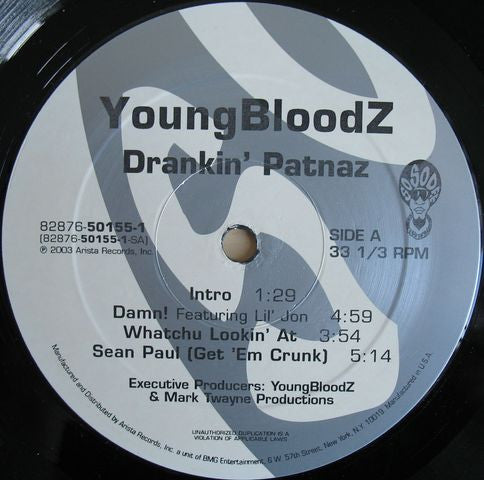 YoungBloodZ
Drankin' Patnaz
SO SO DEF
82876-50155-1
(82876-50155-1-SA)
℗ 2003 Arista Records, Inc.
SIDE A
33 1/3 RPM
Intro 1:29
Damn! Featuring Lil' Jon 4:59
Whatchu Lookin' At 3:54
Sean Paul (Get 'Em Crunk) 5:14
Executive Producers: YoungBloodZ
& Mark Twayne Productions
UNAUTHORIZED DUPLICATION IS A
VIOLATION OF APPLICABLE LAWS
Manufactured and Distributed by Arista Records, Inc. a unit of BMG Entertainment, 6 W 57th Street, New York, N.Y. 10019. Manufactured in U.S.A.